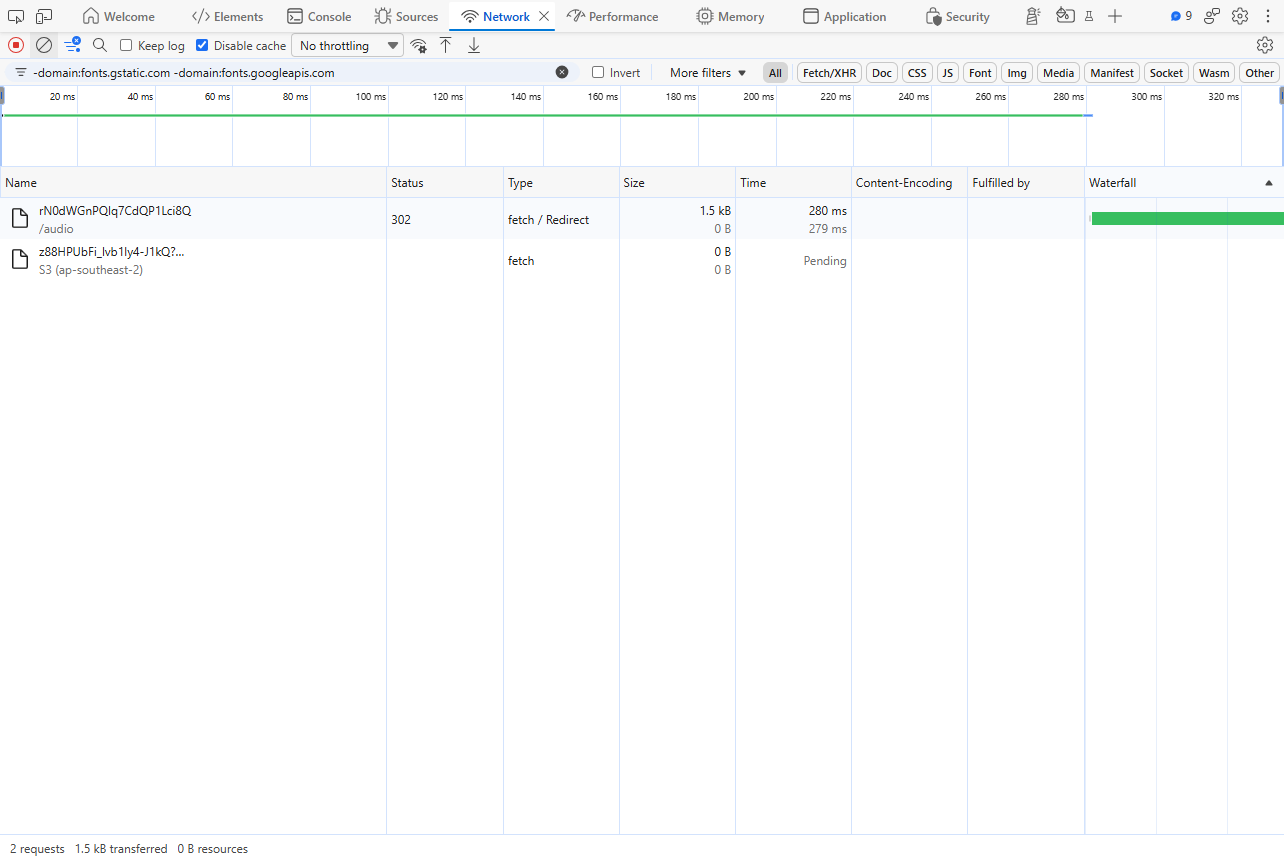 Welcome Elements Console Sources Network Performance Memory Application Security 9
Keep log Disable cache No throttling
-domain:fonts.gstatic.com -domain:fonts.googleapis.com Invert More filters All Fetch/XHR Doc CSS JS Font Img Media Manifest Socket Wasm Other
20 ms 40 ms 60 ms 80 ms 100 ms 120 ms 140 ms 160 ms 180 ms 200 ms 220 ms 240 ms 260 ms 280 ms 300 ms 320 ms
Name Status Type Size Time Content-Encoding Fulfilled by Waterfall
rN0dWGnPQIq7CdQP1Lci8Q 302 fetch / Redirect 1.5 kB 280 ms
/audio 0 B 279 ms
z88HPUbFi_lvb1ly4-J1kQ?... fetch 0 B Pending
S3 (ap-southeast-2) 0 B
2 requests 1.5 kB transferred 0 B resources